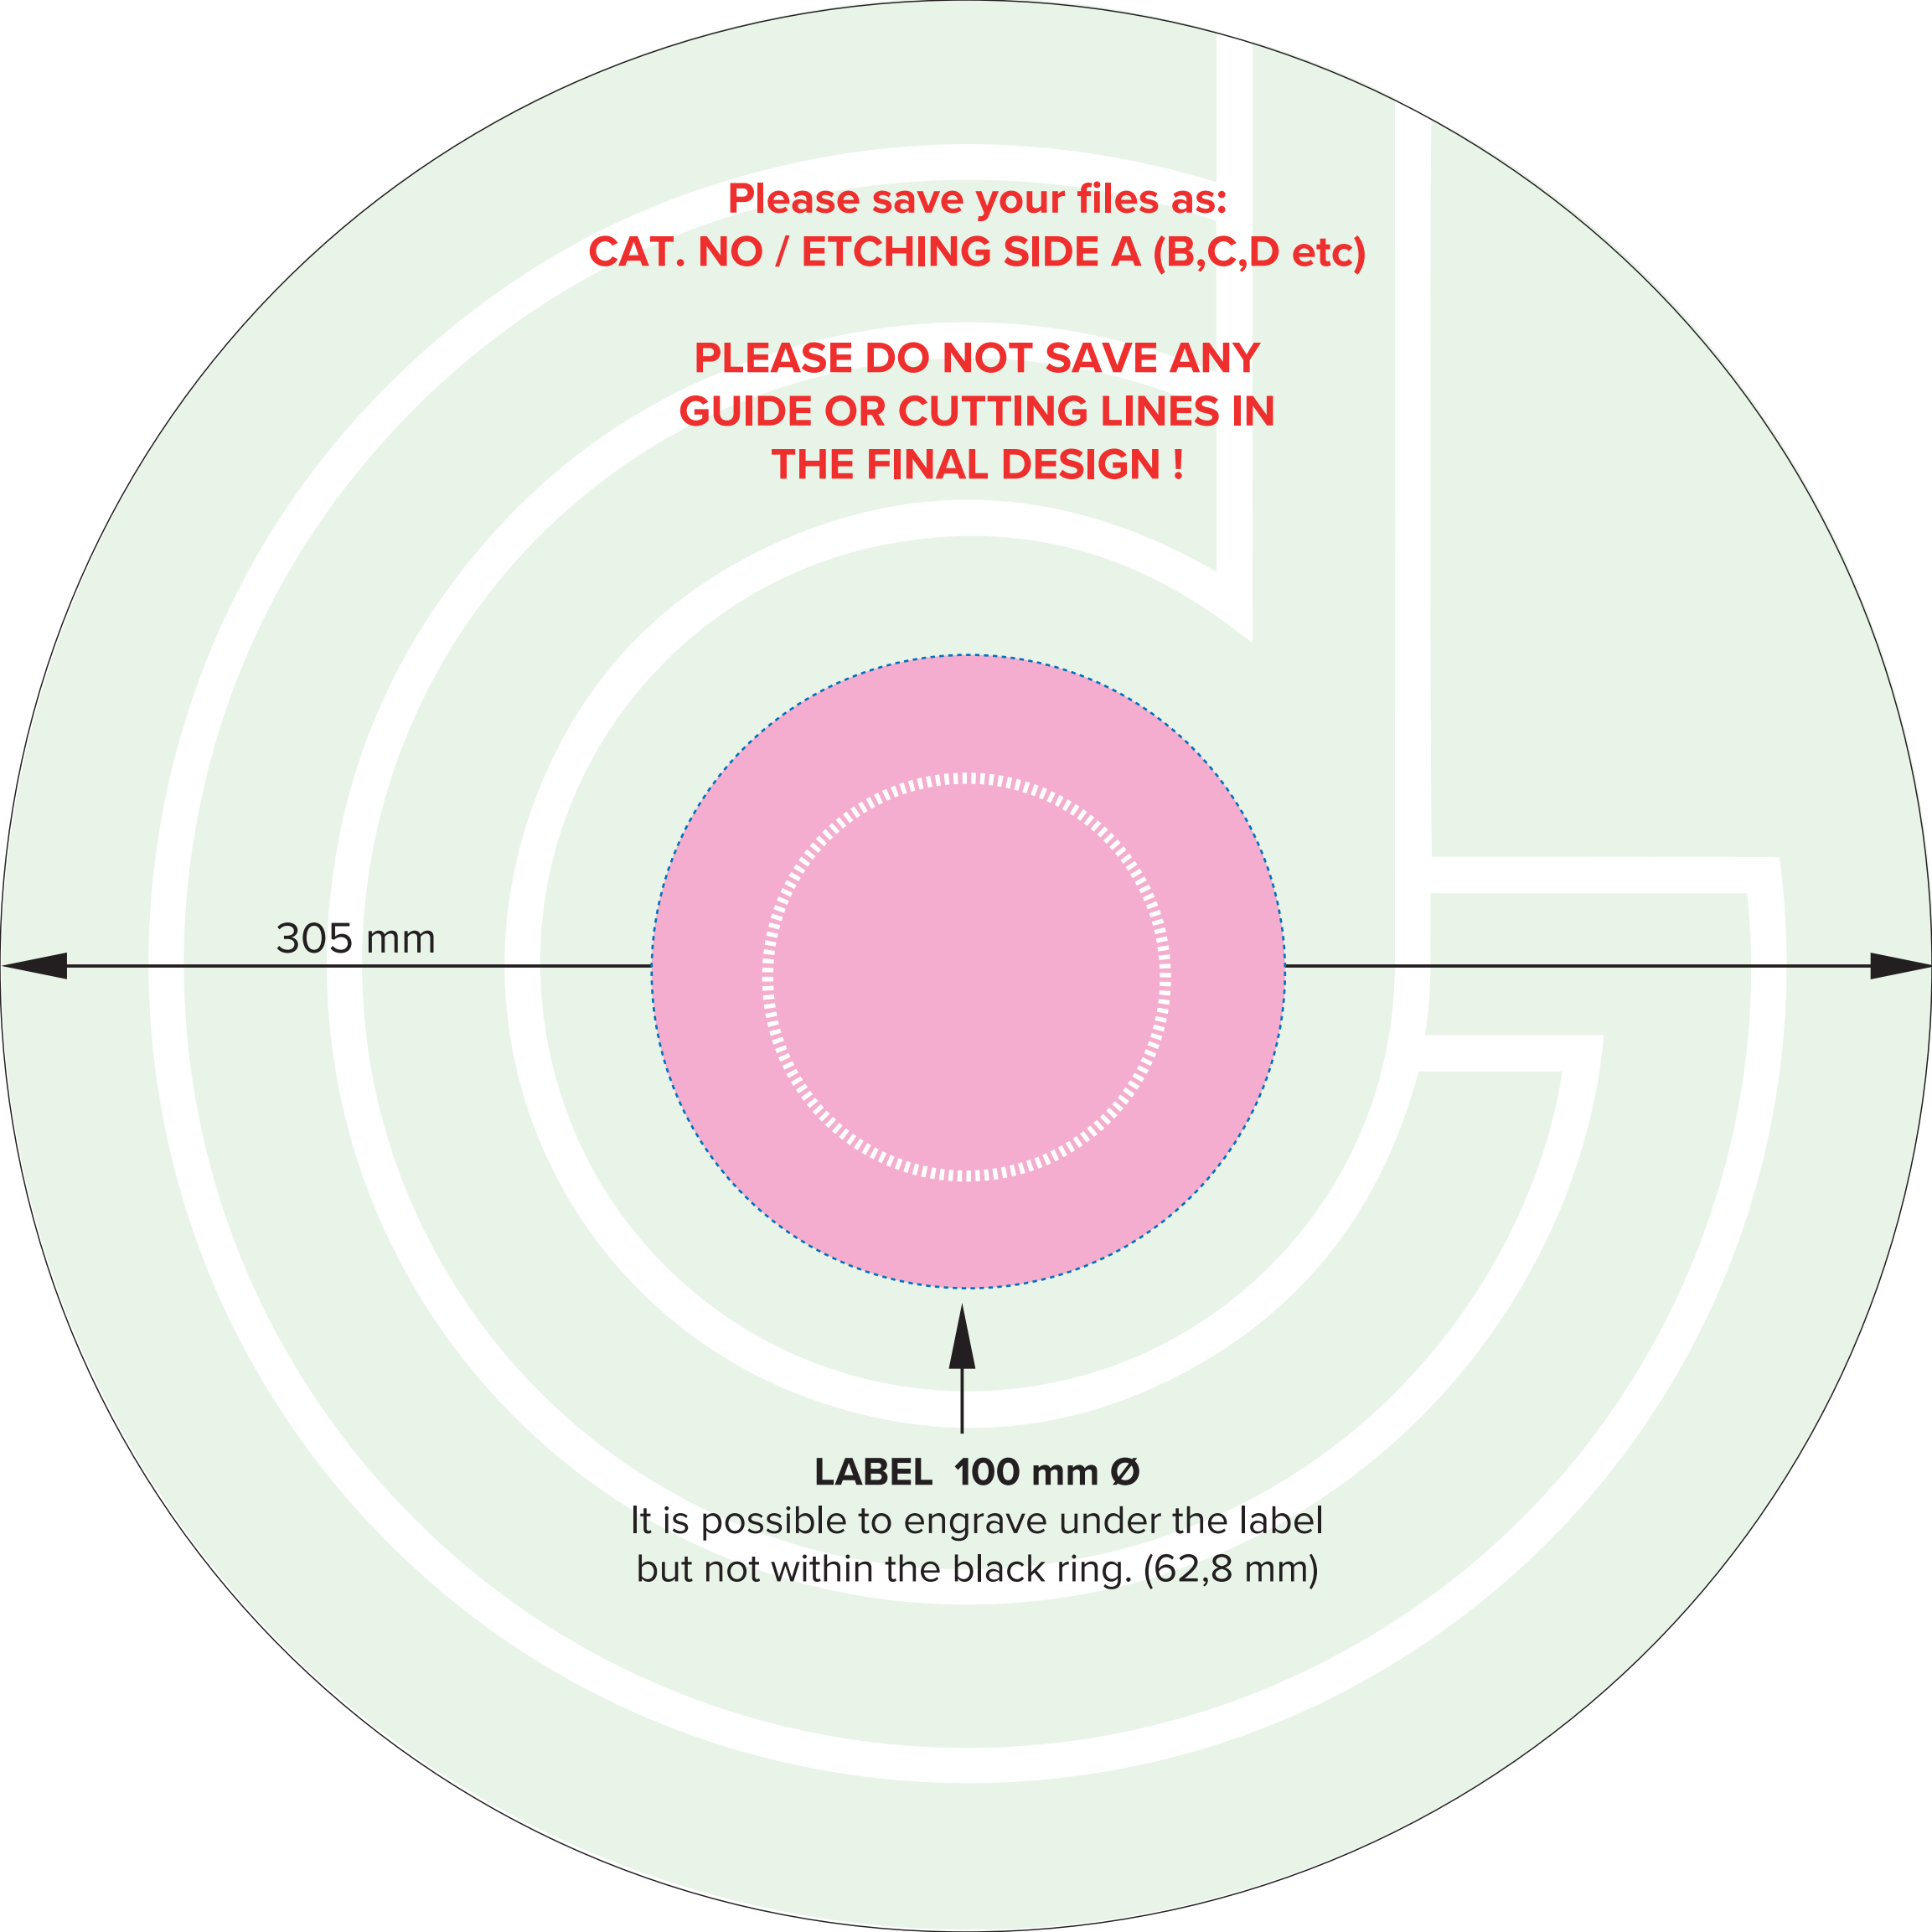 Please save your files as:
CAT. NO / ETCHING SIDE A (B,C,D etc)
PLEASE DO NOT SAVE ANY
GUIDE OR CUTTING LINES IN
THE FINAL DESIGN !
305 mm
LABEL 100 mm Ø
It is possible to engrave under the label
but not within the black ring. (62,8 mm)